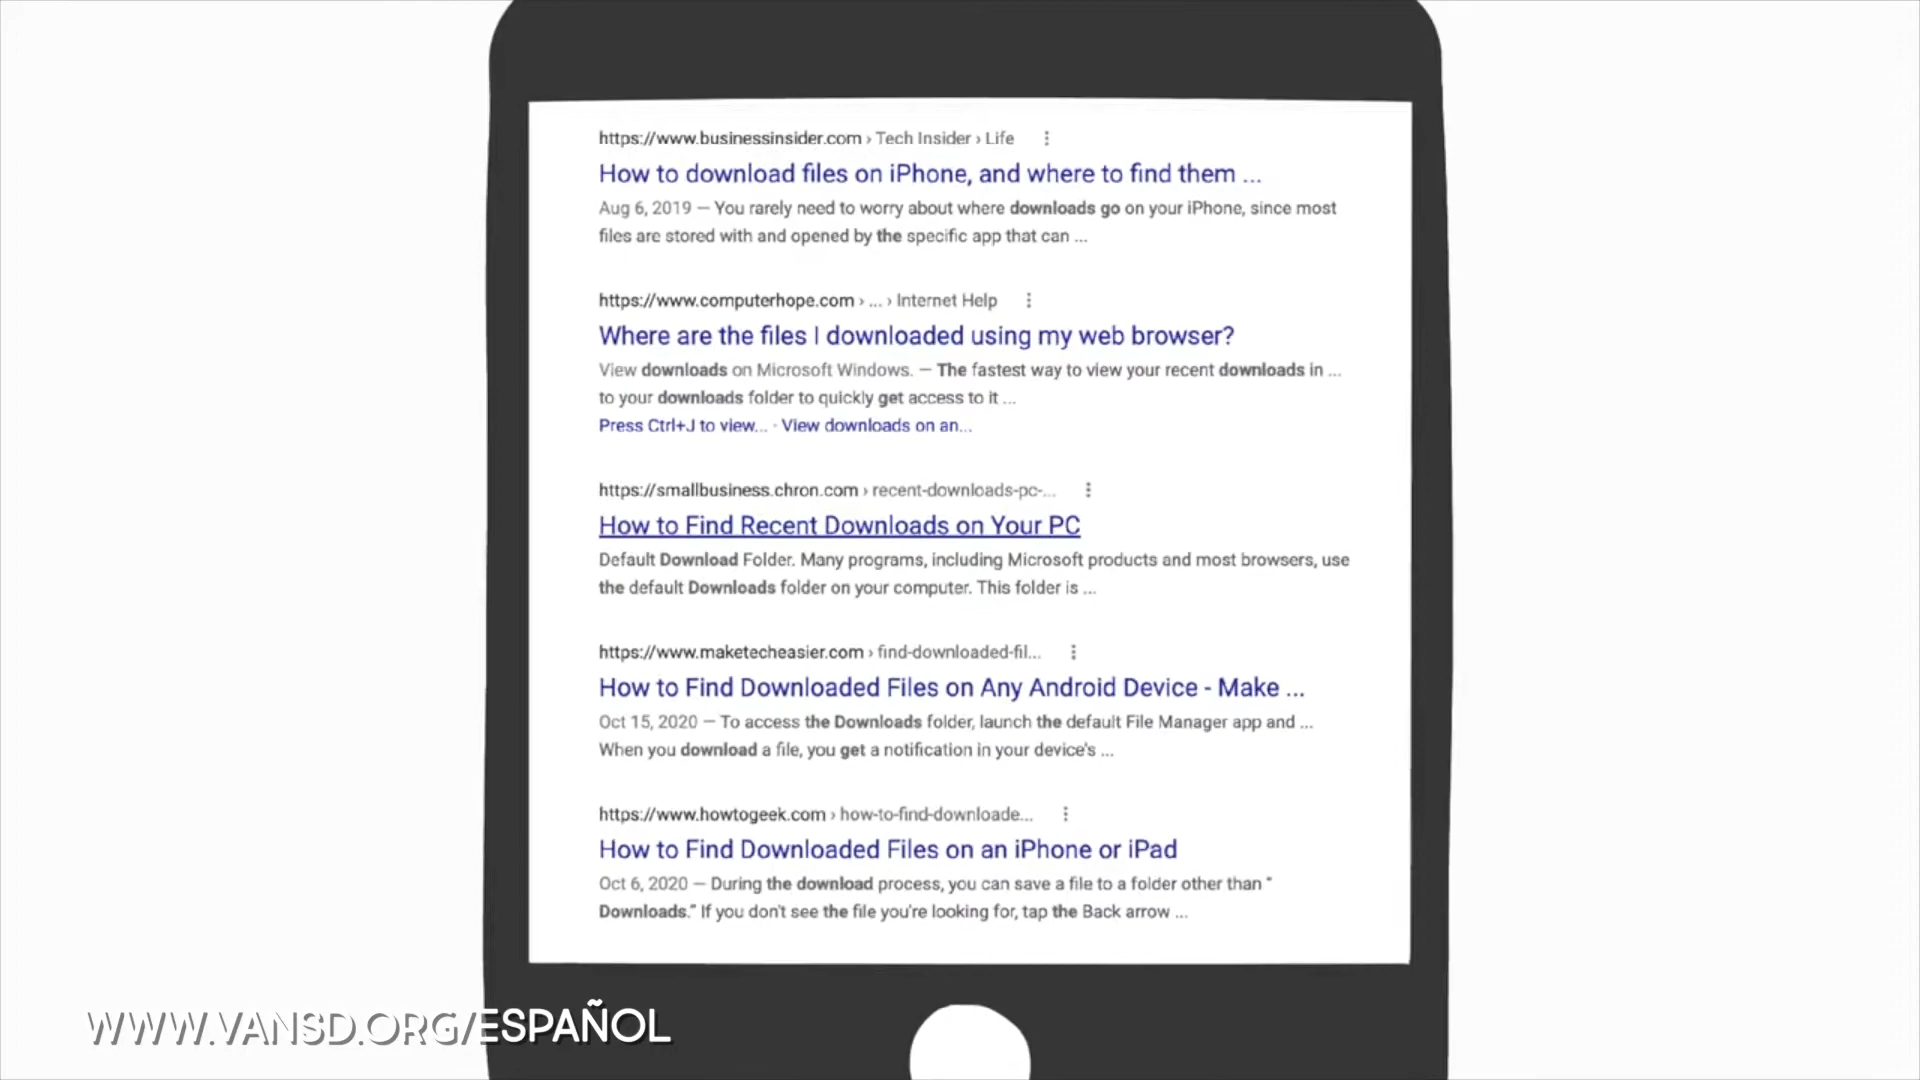 https://www.businessinsider.com › Tech Insider › Life
How to download files on iPhone, and where to find them ...
Aug 6, 2019 — You rarely need to worry about where downloads go on your iPhone, since most
files are stored with and opened by the specific app that can ...
https://www.computerhope.com › ... › Internet Help
Where are the files I downloaded using my web browser?
View downloads on Microsoft Windows. — The fastest way to view your recent downloads in ...
to your downloads folder to quickly get access to it ...
Press Ctrl+J to view... · View downloads on an...
https://smallbusiness.chron.com › recent-downloads-pc-...
How to Find Recent Downloads on Your PC
Default Download Folder. Many programs, including Microsoft products and most browsers, use
the default Downloads folder on your computer. This folder is ...
https://www.maketecheasier.com › find-downloaded-fil...
How to Find Downloaded Files on Any Android Device - Make ...
Oct 15, 2020 — To access the Downloads folder, launch the default File Manager app and ...
When you download a file, you get a notification in your device's ...
https://www.howtogeek.com › how-to-find-downloade...
How to Find Downloaded Files on an iPhone or iPad
Oct 6, 2020 — During the download process, you can save a file to a folder other than "
Downloads." If you don't see the file you're looking for, tap the Back arrow ...
WWW.VANSD.ORG/ESPAÑOL